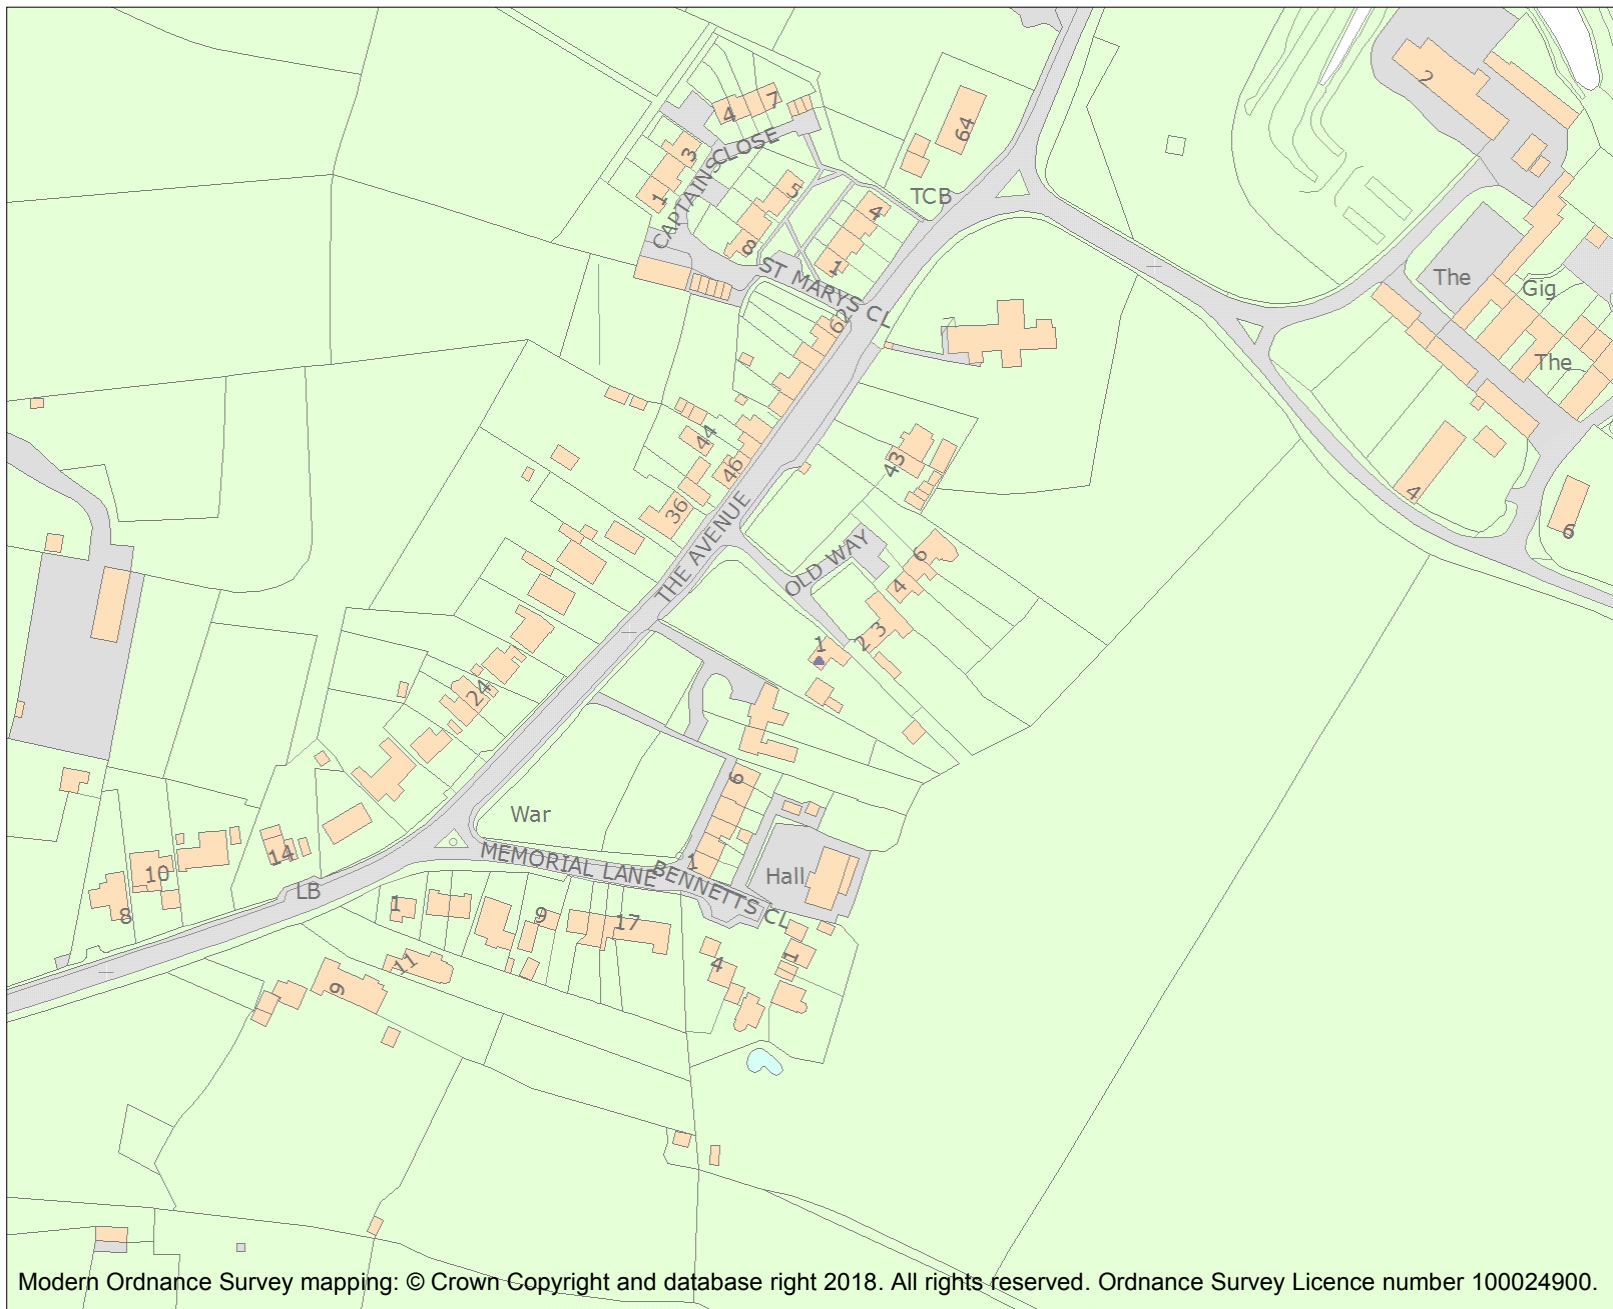 2
4
7
CLOSE
3
64
CAPTAINS
1
5
TCB
4
8
1
ST MARYS CL
62
The
Gig
The
44
46
43
36
4
THE AVENUE
OLD WAY
6
6
4
3
2
1
24
6
War
MEMORIAL LANE
1
BENNETTS CL
Hall
14
10
LB
8
1
9
17
11
4
1
9
Modern Ordnance Survey mapping: © Crown Copyright and database right 2018. All rights reserved. Ordnance Survey Licence number 100024900.